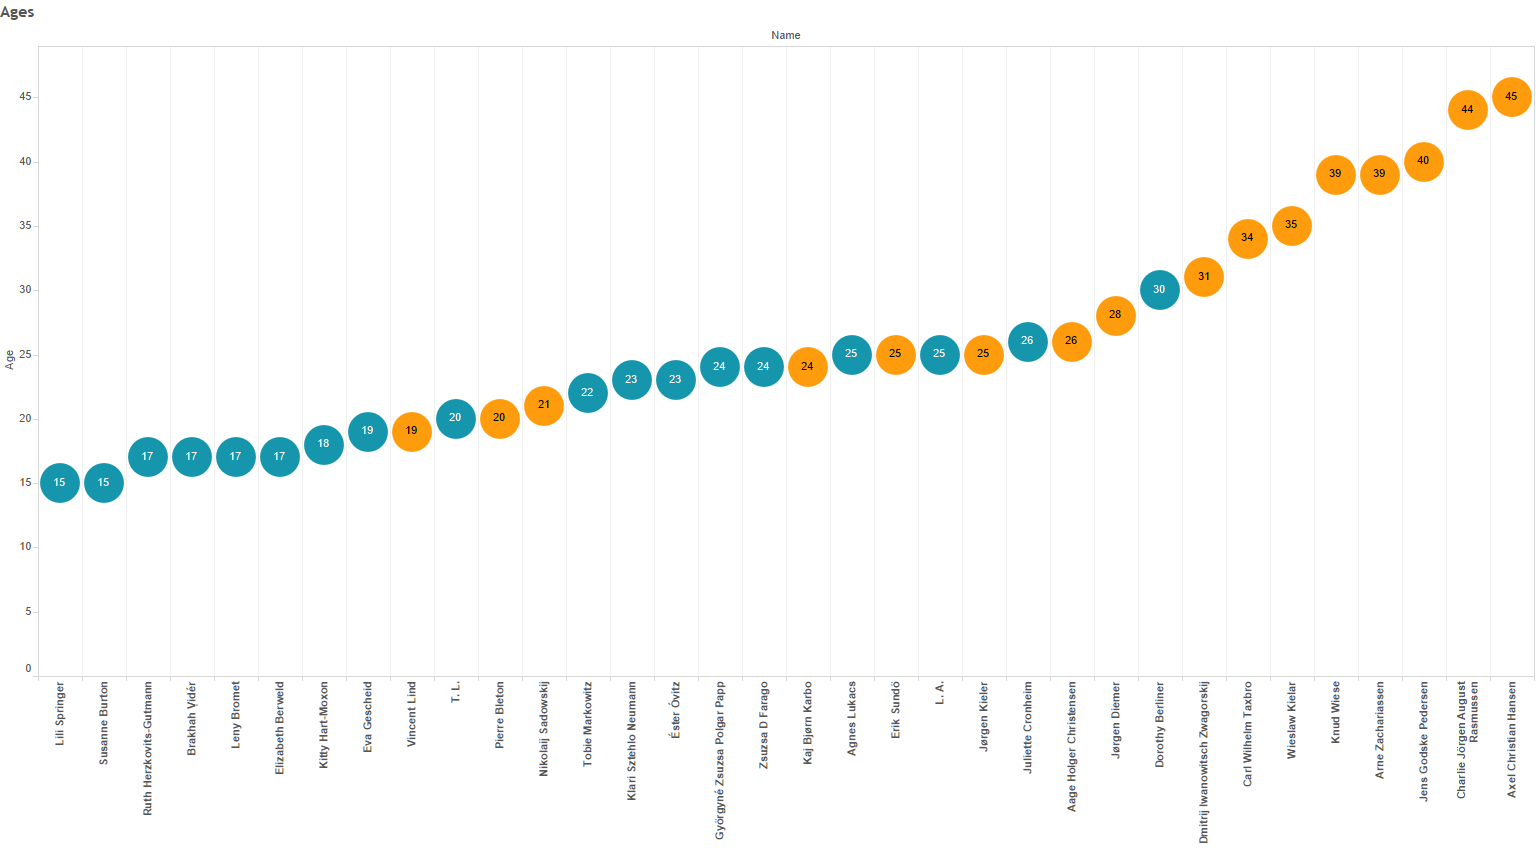 Ages
Name
45
40
35
30
25
20
15
10
5
0
Age
15
15
17
17
17
17
18
19
19
20
20
21
22
23
23
24
24
24
25
25
25
25
26
26
28
30
31
34
35
39
39
40
44
45
Lili Springer
Susanne Burton
Ruth Herzkovits-Gutmann
Brakhah Vidér
Leny Bromet
Elizabeth Berweld
Kitty Hart-Moxon
Eva Gescheid
Vincent Lind
T. L.
Pierre Bleton
Nikolaij Sadowskij
Tobie Markowitz
Klari Sztehlo Neumann
Éster Óvitz
Györgyné Zsuzsa Polgar Papp
Zsuzsa D Farago
Kaj Bjørn Karbo
Agnes Lukacs
Erik Sundö
L. A.
Jørgen Kieler
Juliette Cronheim
Aage Holger Christensen
Jørgen Diemer
Dorothy Berliner
Dmitrij Iwanowitsch Zwagorskij
Carl Wilhelm Taxbro
Wieslaw Kielar
Knud Wiese
Arne Zachariassen
Jens Godske Pedersen
Charlie Jörgen August
Rasmussen
Axel Christian Hansen